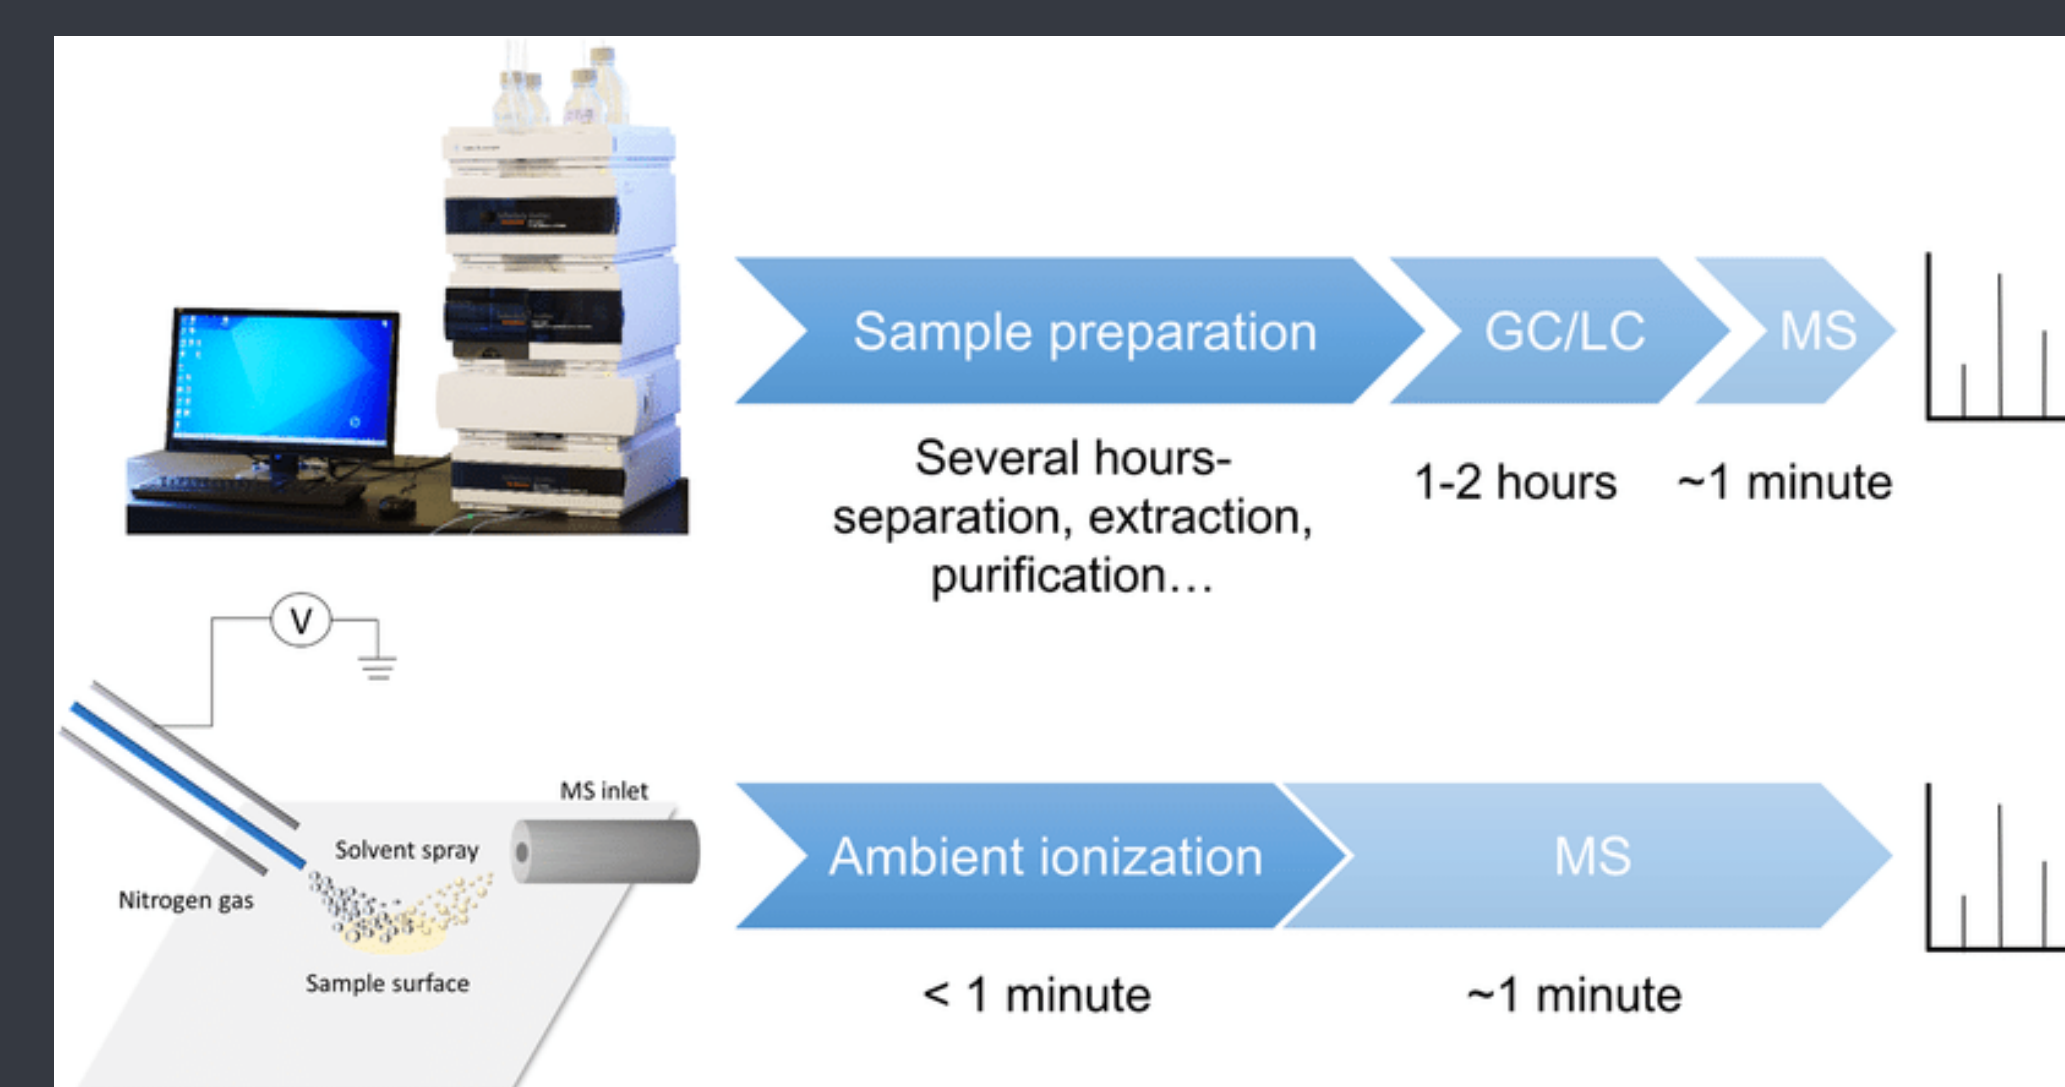 Sample preparation
GC/LC
MS
Several hours-
separation, extraction,
purification…
1-2 hours
~1 minute
V
MS inlet
Solvent spray
Nitrogen gas
Sample surface
Ambient ionization
MS
< 1 minute
~1 minute